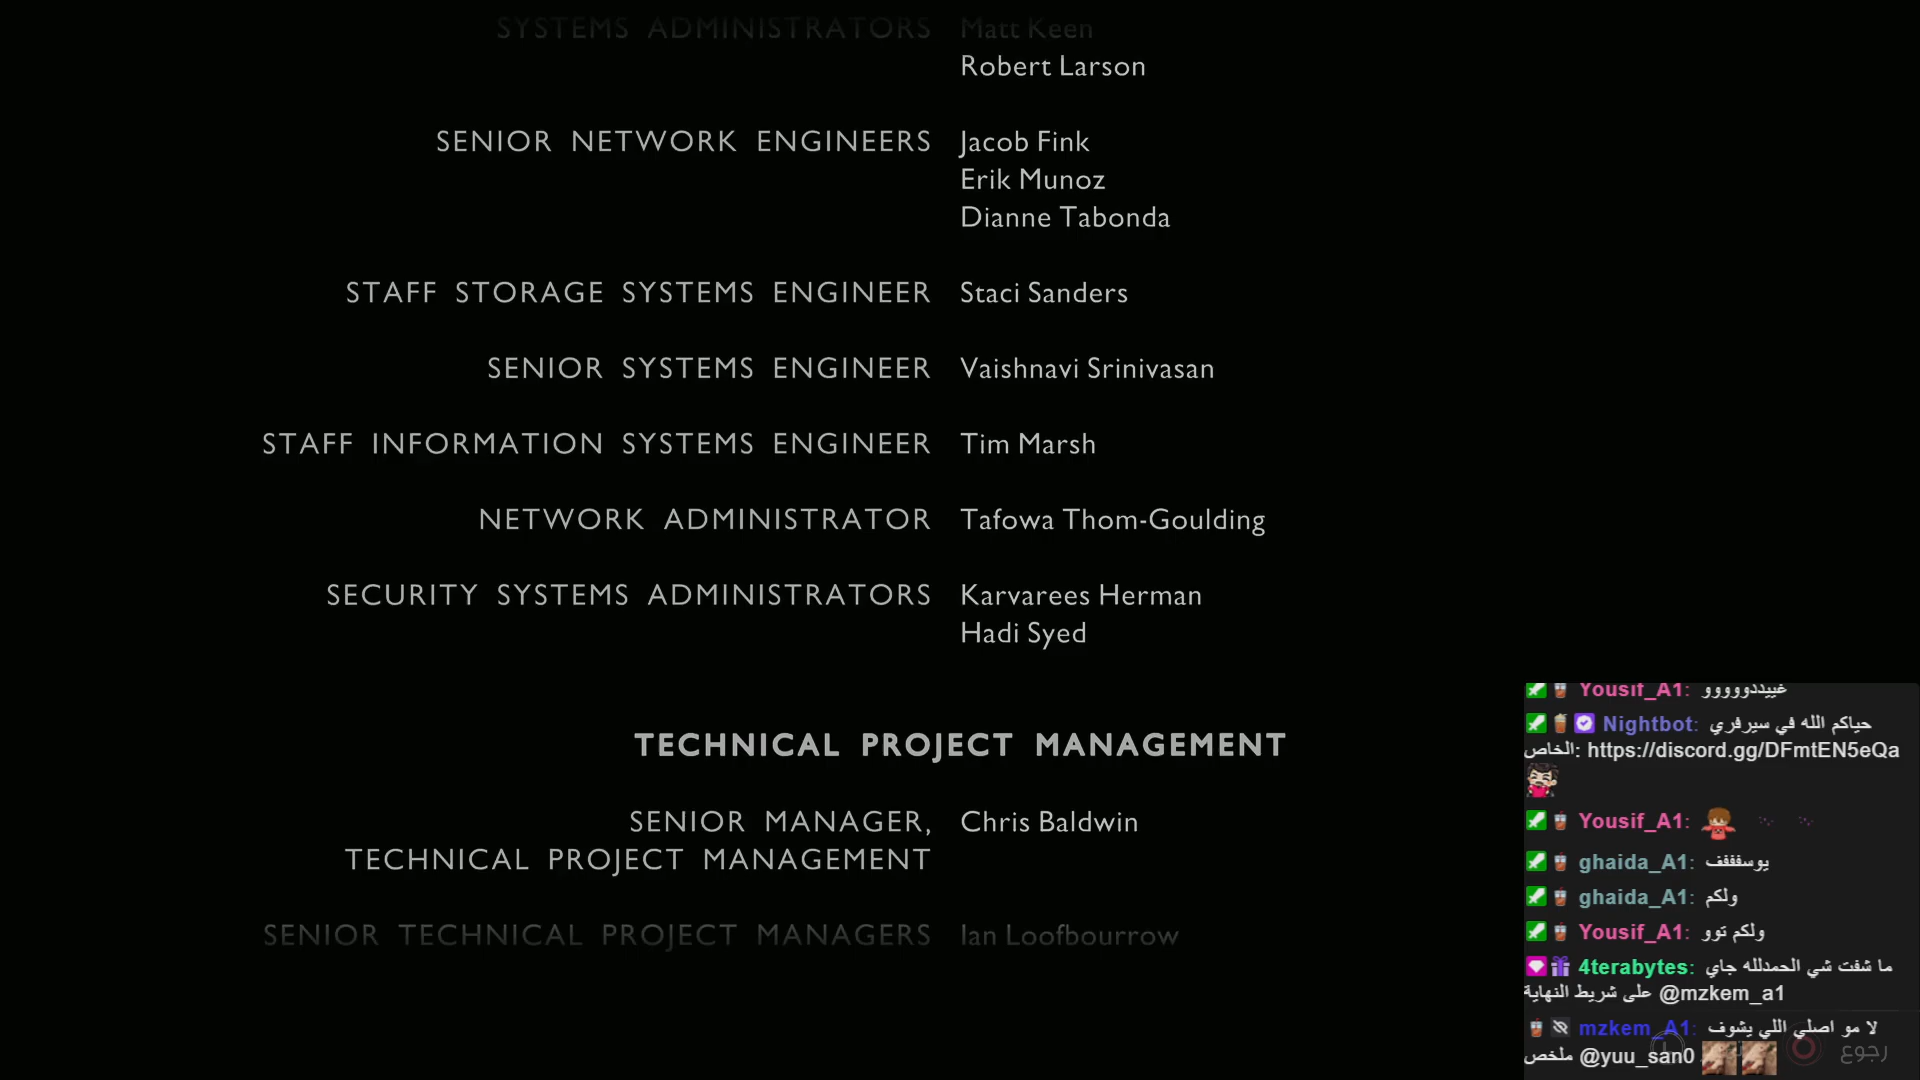 SYSTEMS ADMINISTRATORS Matt Keen
Robert Larson
SENIOR NETWORK ENGINEERS Jacob Fink
Erik Munoz
Dianne Tabonda
STAFF STORAGE SYSTEMS ENGINEER Staci Sanders
SENIOR SYSTEMS ENGINEER Vaishnavi Srinivasan
STAFF INFORMATION SYSTEMS ENGINEER Tim Marsh
NETWORK ADMINISTRATOR Tafowa Thom-Goulding
SECURITY SYSTEMS ADMINISTRATORS Karvarees Herman
Hadi Syed
TECHNICAL PROJECT MANAGEMENT
SENIOR MANAGER, Chris Baldwin
TECHNICAL PROJECT MANAGEMENT
SENIOR TECHNICAL PROJECT MANAGERS Ian Loofbourrow
Yousif_A1: غييددووووو
Nightbot: حياكم الله في سيرفري
الخاص: https://discord.gg/DFmtEN5eQa
Yousif_A1:
ghaida_A1: يوسفففف
ghaida_A1: ولكم
Yousif_A1: ولكم توو
4terabytes: ما شفت شي الحمدلله جاي
على شريط النهاية @mzkem_a1
mzkem_A1: لا مو اصلي اللي يشوف
ملخص @yuu_san0
رجوع